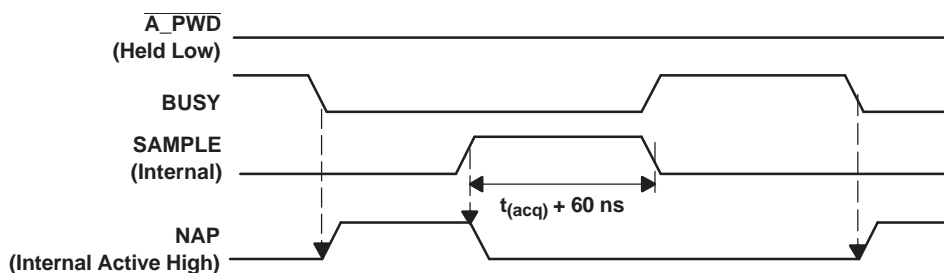 A_PWD
(Held Low)
BUSY
SAMPLE
(Internal)
t(acq) + 60 ns
NAP
(Internal Active High)